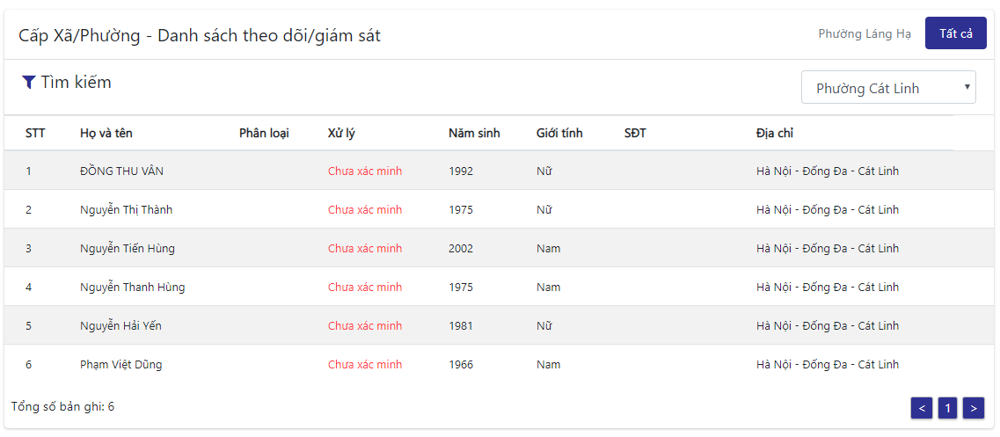 Cấp Xã/Phường - Danh sách theo dõi/giám sát Phường Láng Hạ Tất cả
Tìm kiếm Phường Cát Linh
STT Họ và tên Phân loại Xử lý Năm sinh Giới tính SĐT Địa chỉ
1 ĐỒNG THU VÂN Chưa xác minh 1992 Nữ Hà Nội - Đống Đa - Cát Linh
2 Nguyễn Thị Thành Chưa xác minh 1975 Nữ Hà Nội - Đống Đa - Cát Linh
3 Nguyễn Tiến Hùng Chưa xác minh 2002 Nam Hà Nội - Đống Đa - Cát Linh
4 Nguyễn Thanh Hùng Chưa xác minh 1975 Nam Hà Nội - Đống Đa - Cát Linh
5 Nguyễn Hải Yến Chưa xác minh 1981 Nữ Hà Nội - Đống Đa - Cát Linh
6 Phạm Việt Dũng Chưa xác minh 1966 Nam Hà Nội - Đống Đa - Cát Linh
Tổng số bản ghi: 6 < 1 >